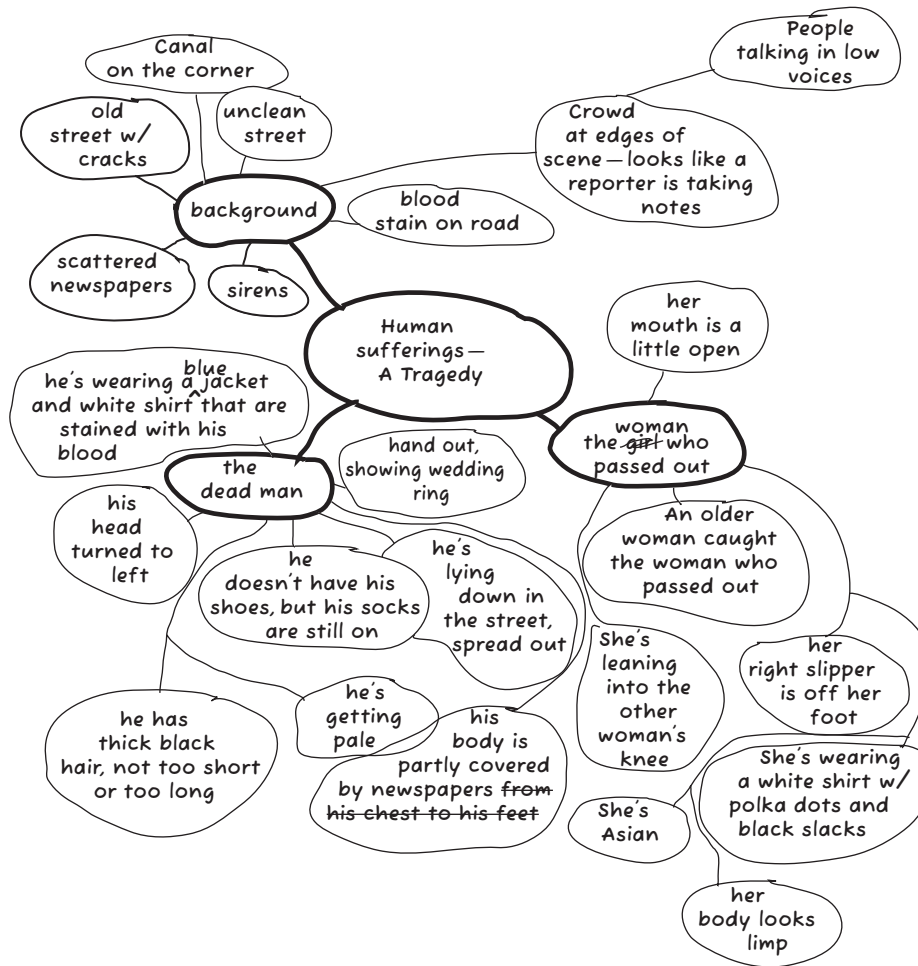 People
talking in low
voices
Canal
on the corner
old
street w/
cracks
unclean
street
Crowd
at edges of
scene—looks like a
reporter is taking
notes
background
blood
stain on road
scattered
newspapers
sirens
Human
sufferings—
A Tragedy
her
mouth is a
little open
blue
he's wearing a ^ jacket
and white shirt that are
stained with his
blood
the
dead man
hand out,
showing wedding
ring
woman
the girl who
passed out
his
head
turned to
left
he
doesn't have his
shoes, but his socks
are still on
he's
lying
down in
the street,
spread out
An older
woman caught
the woman who
passed out
She's
leaning
into the
other
woman's
knee
her
right slipper
is off her
foot
he has
thick black
hair, not too short
or too long
he's
getting
pale
his
body is
partly covered
by newspapers from
his chest to his feet
She's
Asian
She's wearing
a white shirt w/
polka dots and
black slacks
her
body looks
limp